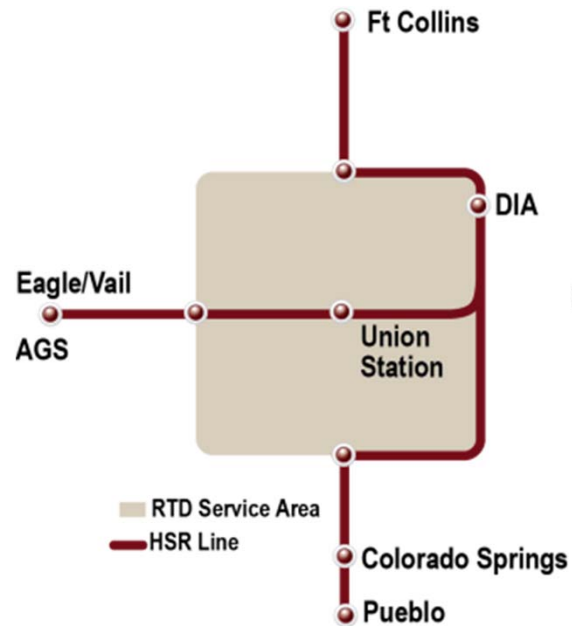 Ft Collins
DIA
Eagle/Vail
AGS
Union
Station
RTD Service Area
HSR Line
Colorado Springs
Pueblo